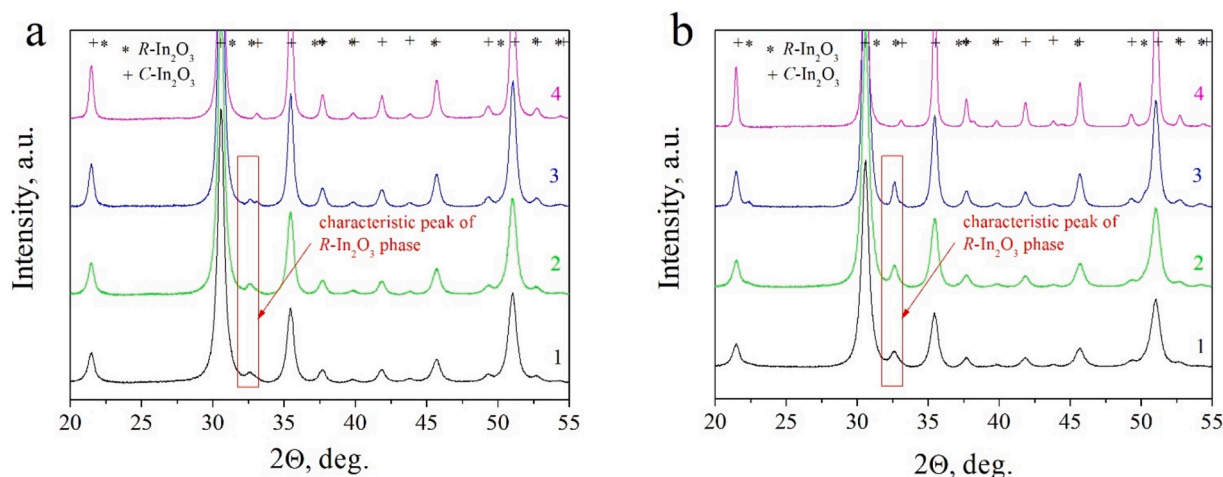 a
* R-In2O3
+ C-In2O3
4
3
characteristic peak of
R-In2O3 phase
2
1
Intensity, a.u.
20 25 30 35 40 45 50 55
2Θ, deg.
b
* R-In2O3
+ C-In2O3
4
3
characteristic peak of
R-In2O3 phase
2
1
Intensity, a.u.
20 25 30 35 40 45 50 55
2Θ, deg.